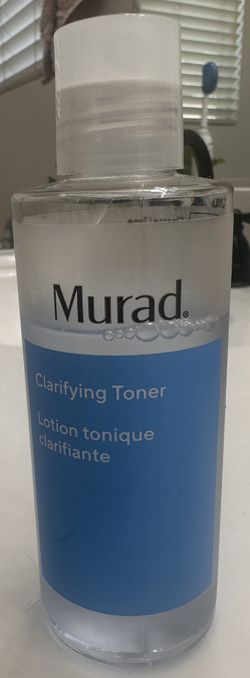 Murad.
Clarifying Toner
Lotion tonique
clarifiante